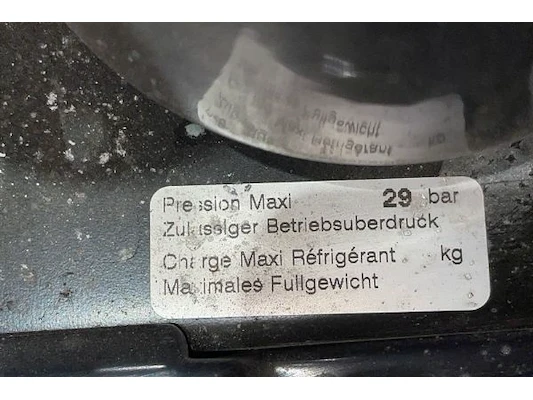 Pression Maxi 29 bar
Zulassiger Betriebsuberdruck
Charge Maxi Réfrigérant kg
Maximales Fullgewicht